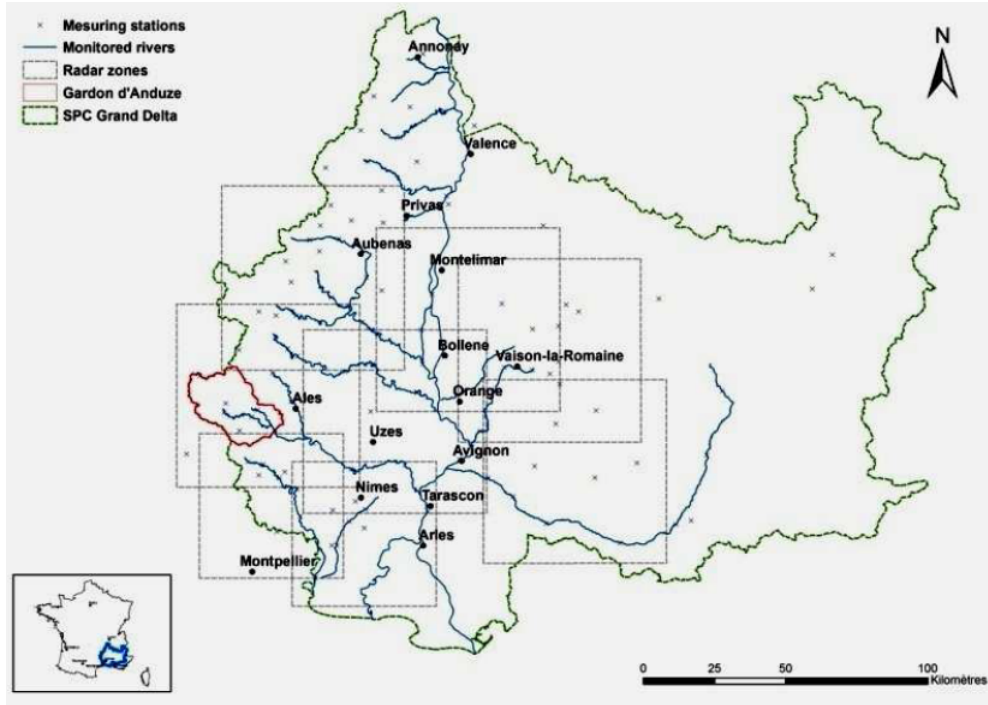 Mesuring stations
Monitored rivers
Radar zones
Gardon d'Anduze
SPC Grand Delta
N
Annonay
Valence
Privas
Aubenas
Montelimar
Bollene
Vaison-la-Romaine
Orange
Ales
Uzes
Avignon
Nimes
Tarascon
Arles
Montpellier
0 25 50 100
Kilomètres